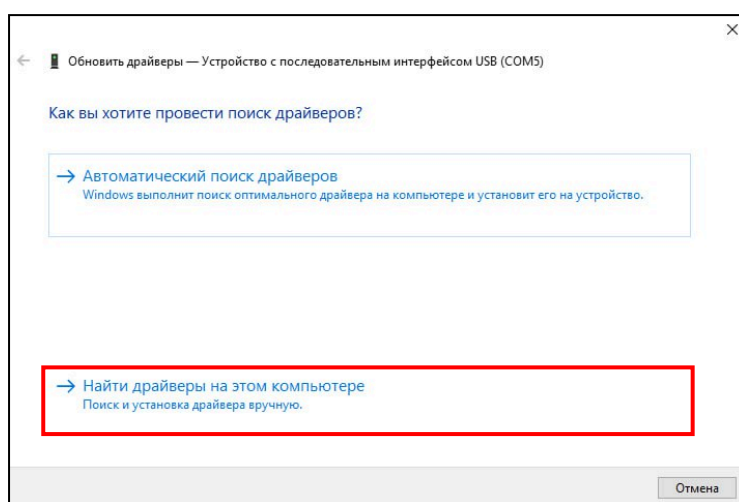 Обновить драйверы — Устройство с последовательным интерфейсом USB (COM5)
Как вы хотите провести поиск драйверов?
Автоматический поиск драйверов
Windows выполнит поиск оптимального драйвера на компьютере и установит его на устройство.
Найти драйверы на этом компьютере
Поиск и установка драйвера вручную.
Отмена